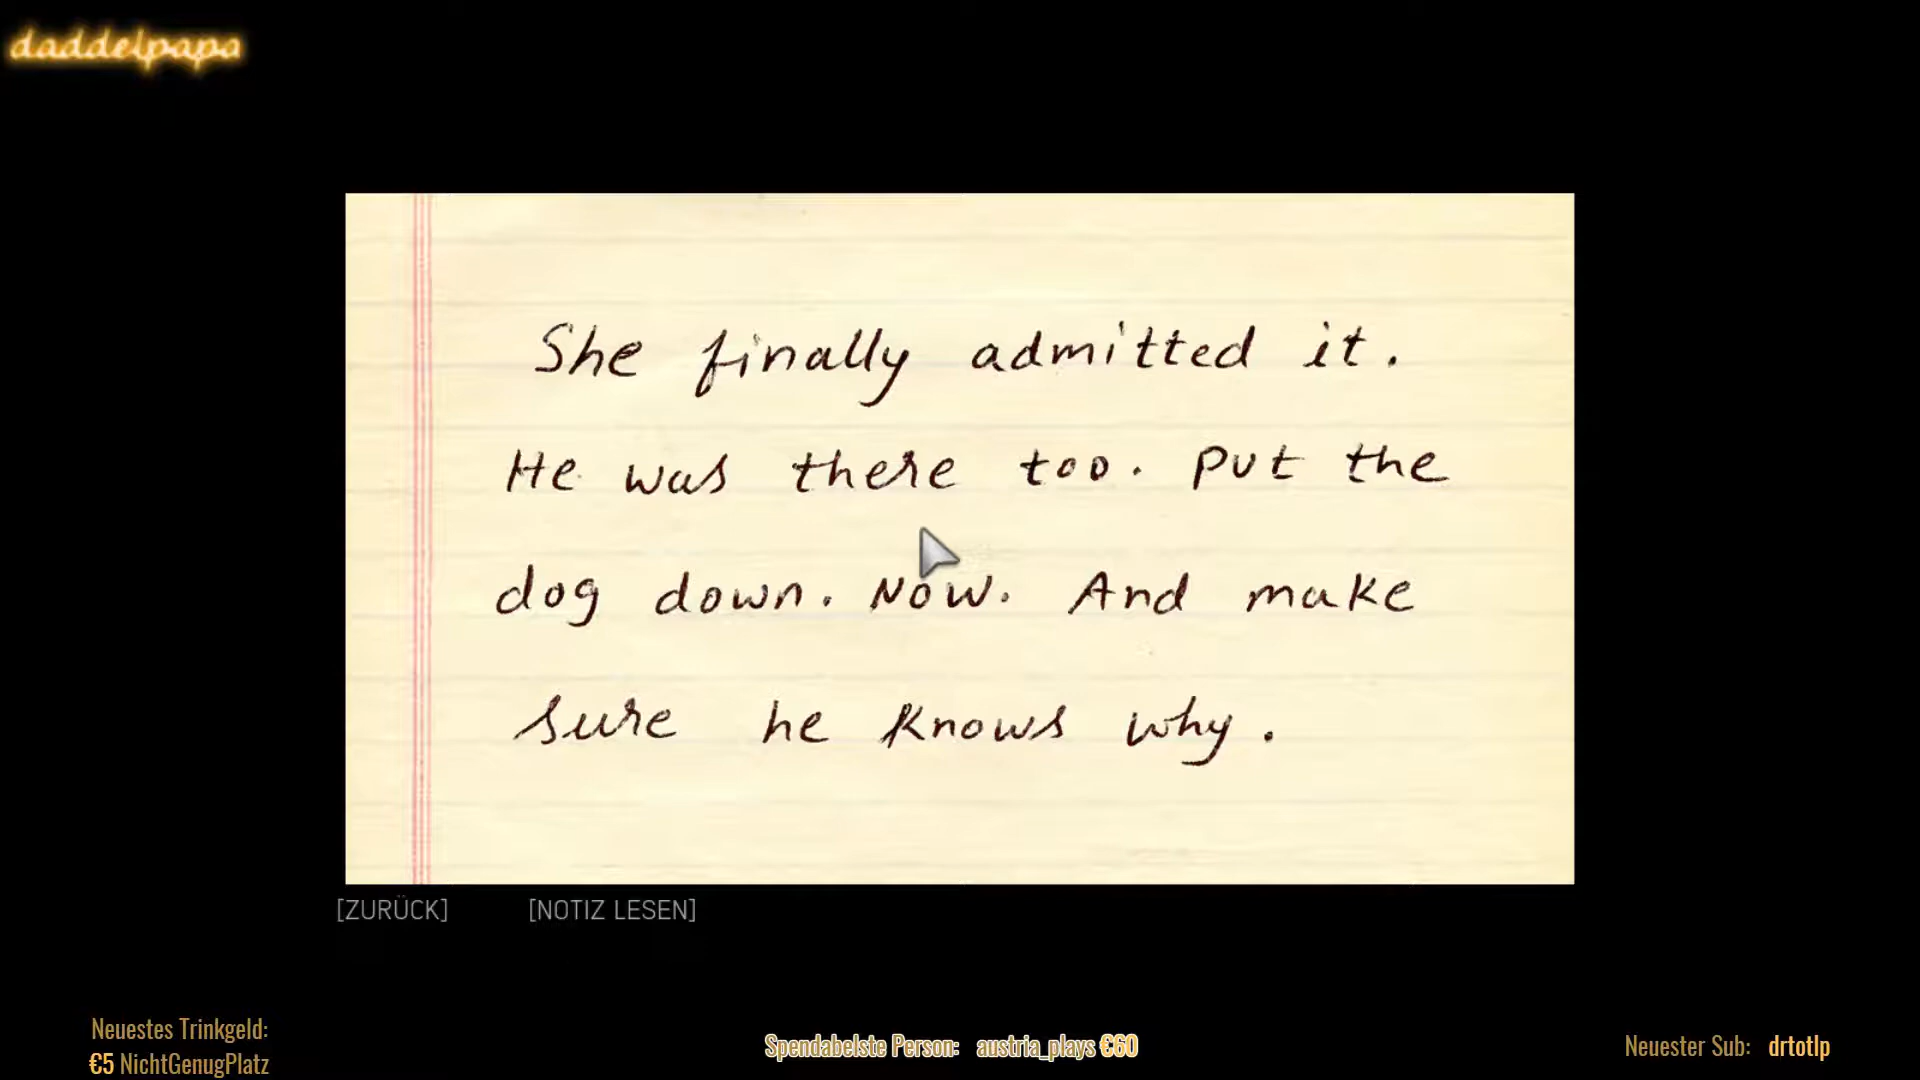 daddelpapa
She finally admitted it.
He was there too. Put the
dog down. Now. And make
sure he knows why.
[ZURÜCK] [NOTIZ LESEN]
Neuestes Trinkgeld:
€5 NichtGenugPlatz
Spendabelste Person: austria_plays €60
Neuester Sub: drtotlp